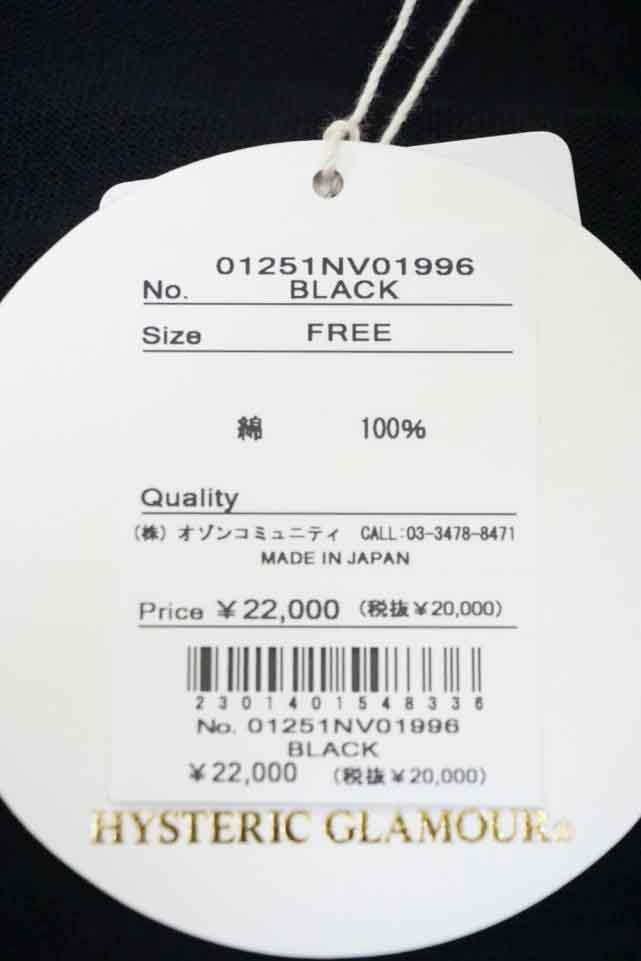 01251NV01996
No. BLACK
Size FREE
綿 100%
Quality
(株) オゾンコミュニティ CALL:03-3478-8471
MADE IN JAPAN
Price ¥22,000 (税抜¥20,000)
2301401548336
No. 01251NV01996
BLACK
¥22,000 (税抜¥20,000)
HYSTERIC GLAMOUR®